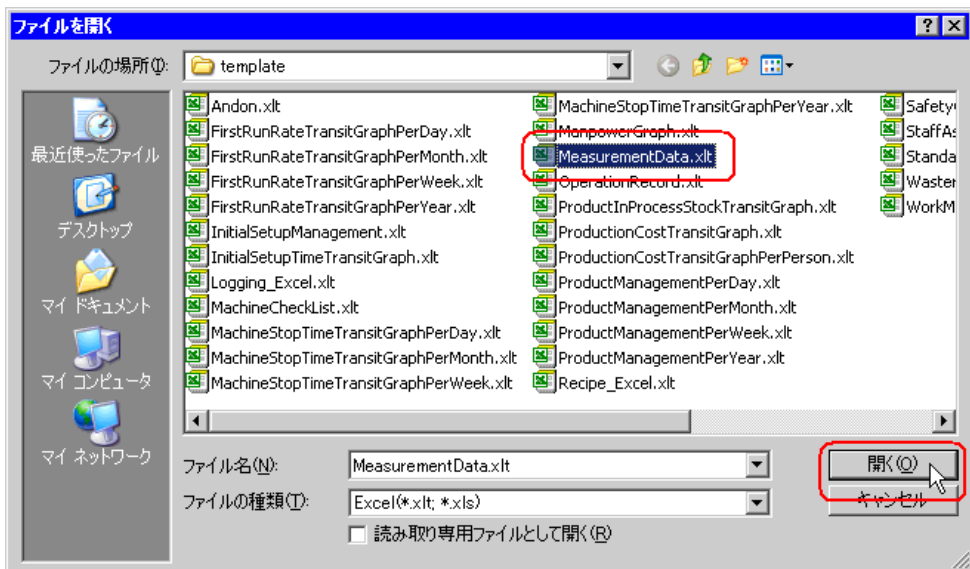 ファイルを開く
ファイルの場所(I):
template
最近使ったファイル
デスクトップ
マイ ドキュメント
マイ コンピュータ
マイ ネットワーク
Andon.xlt
FirstRunRateTransitGraphPerDay.xlt
FirstRunRateTransitGraphPerMonth.xlt
FirstRunRateTransitGraphPerWeek.xlt
FirstRunRateTransitGraphPerYear.xlt
InitialSetupManagement.xlt
InitialSetupTimeTransitGraph.xlt
Logging_Excel.xlt
MachineCheckList.xlt
MachineStopTimeTransitGraphPerDay.xlt
MachineStopTimeTransitGraphPerMonth.xlt
MachineStopTimeTransitGraphPerWeek.xlt
MachineStopTimeTransitGraphPerYear.xlt
ManpowerGraph.xlt
MeasurementData.xlt
OperationRecord.xlt
ProductInProcessStockTransitGraph.xlt
ProductionCostTransitGraph.xlt
ProductionCostTransitGraphPerPerson.xlt
ProductManagementPerDay.xlt
ProductManagementPerMonth.xlt
ProductManagementPerWeek.xlt
ProductManagementPerYear.xlt
Recipe_Excel.xlt
Safety
StaffAs
Standa
Waster
WorkM
ファイル名(N):
MeasurementData.xlt
開く(O)
ファイルの種類(T):
Excel(*.xlt; *.xls)
キャンセル
読み取り専用ファイルとして開く(R)